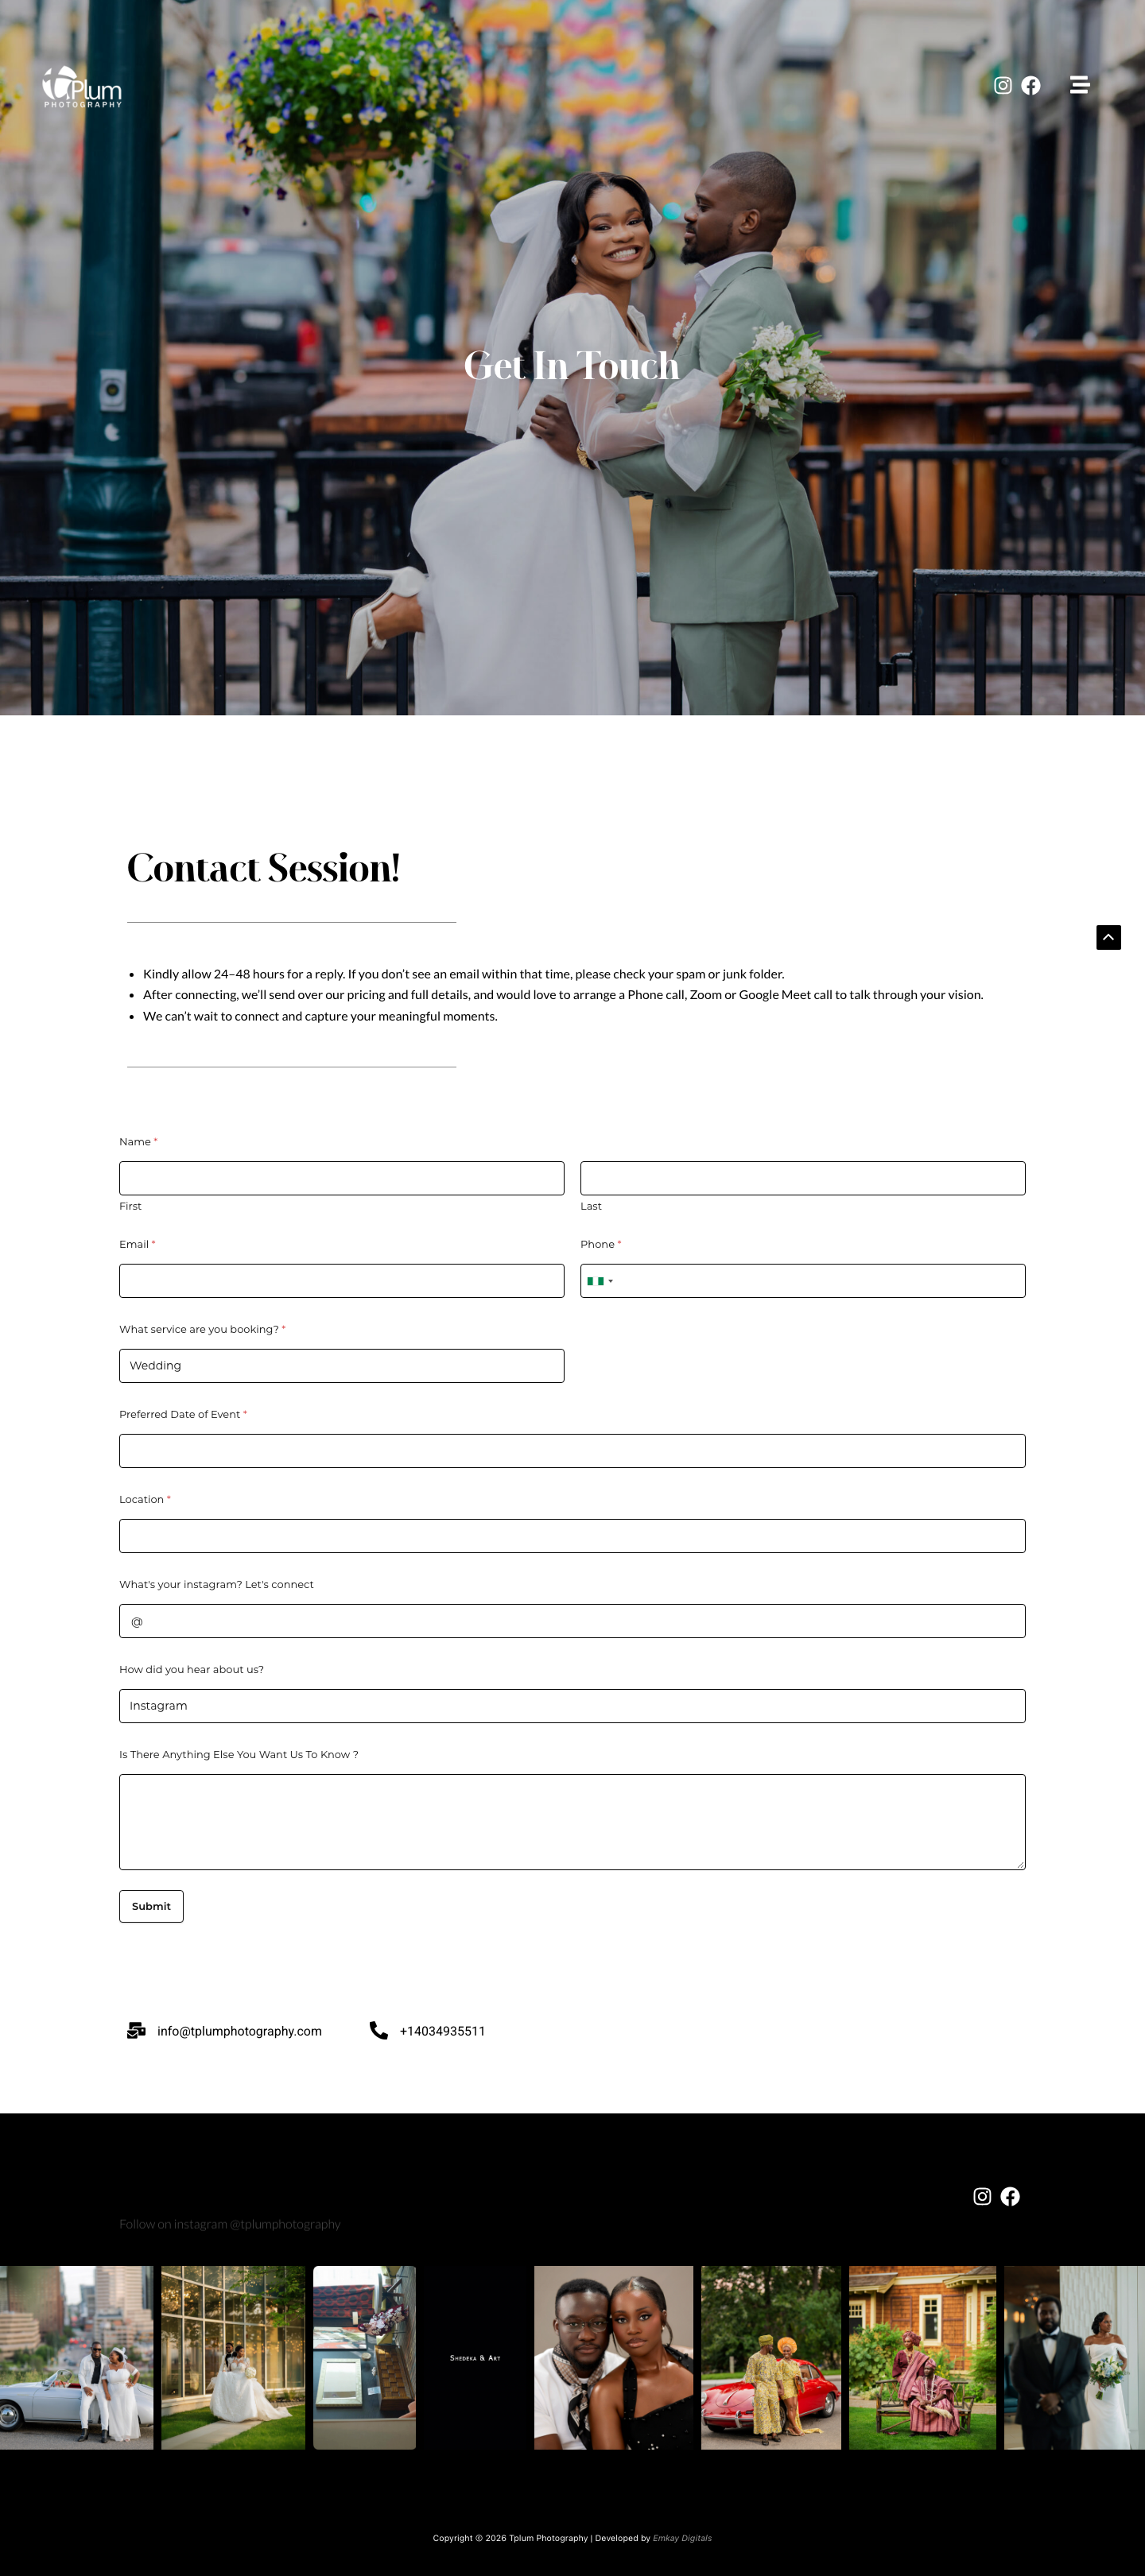 tPlum
PHOTOGRAPHY
Get In Touch
Contact Session!
Kindly allow 24–48 hours for a reply. If you don’t see an email within that time, please check your spam or junk folder.
After connecting, we’ll send over our pricing and full details, and would love to arrange a Phone call, Zoom or Google Meet call to talk through your vision.
We can’t wait to connect and capture your meaningful moments.
Name *
First
Last
Email *
Phone *
What service are you booking? *
Wedding
Preferred Date of Event *
Location *
What's your instagram? Let's connect
@
How did you hear about us?
Instagram
Is There Anything Else You Want Us To Know ?
Submit
info@tplumphotography.com
+14034935511
Follow on instagram @tplumphotography
Shedeka & Art
Copyright © 2026 Tplum Photography | Developed by Emkay Digitals